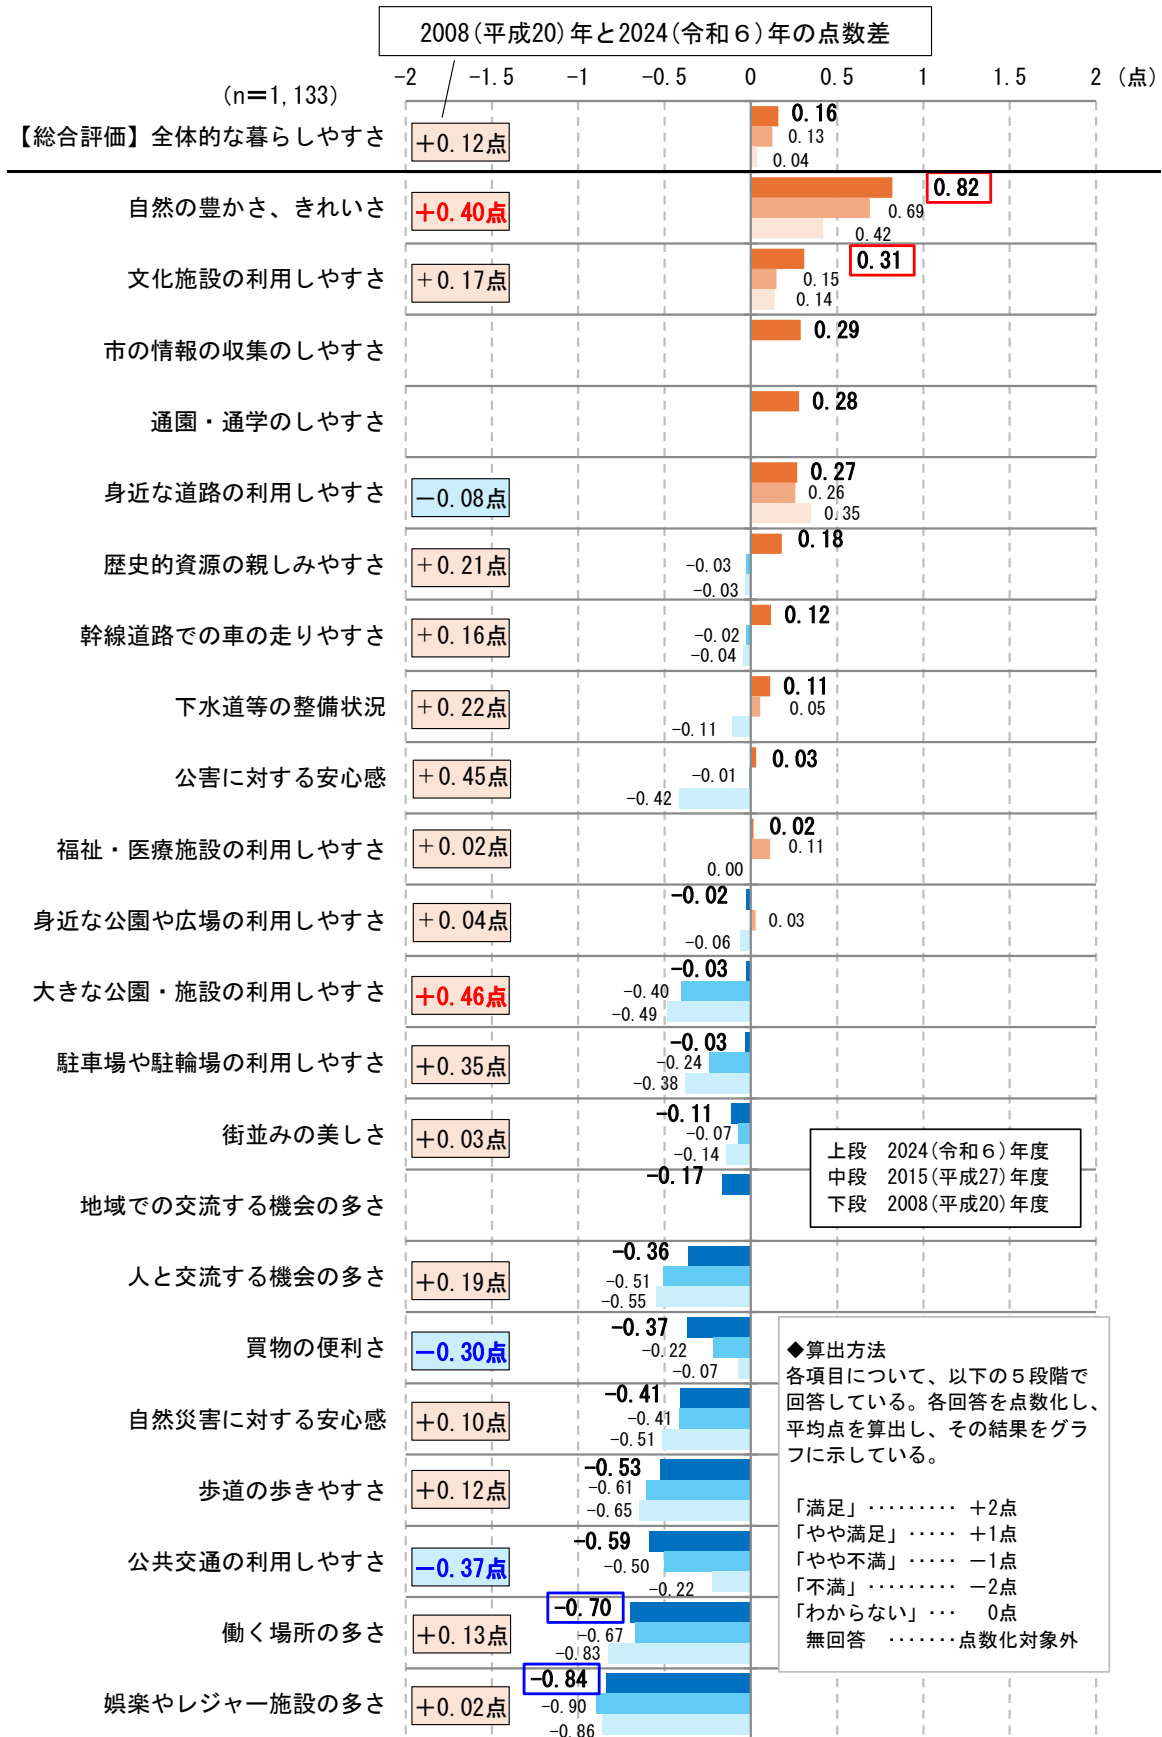 2008(平成20)年と2024(令和６)年の点数差
-2 -1.5 -1 -0.5 0 0.5 1 1.5 2 (点)
(n=1,133)
【総合評価】全体的な暮らしやすさ +0.12点 0.16
0.13
0.04
自然の豊かさ、きれいさ +0.40点 0.82
0.69
0.42
文化施設の利用しやすさ +0.17点 0.31
0.15
0.14
市の情報の収集のしやすさ 0.29
通園・通学のしやすさ 0.28
身近な道路の利用しやすさ －0.08点 0.27
0.26
0.35
歴史的資源の親しみやすさ +0.21点 0.18
-0.03
-0.03
幹線道路での車の走りやすさ +0.16点 0.12
-0.02
-0.04
下水道等の整備状況 +0.22点 0.11
0.05
-0.11
公害に対する安心感 +0.45点 0.03
-0.01
-0.42
福祉・医療施設の利用しやすさ +0.02点 0.02
0.11
0.00
身近な公園や広場の利用しやすさ +0.04点 -0.02
0.03
-0.06
大きな公園・施設の利用しやすさ +0.46点 -0.03
-0.40
-0.49
駐車場や駐輪場の利用しやすさ +0.35点 -0.03
-0.24
-0.38
街並みの美しさ +0.03点 -0.11
-0.07
-0.14
上段　2024(令和６)年度
中段　2015(平成27)年度
下段　2008(平成20)年度
地域での交流する機会の多さ -0.17
人と交流する機会の多さ +0.19点 -0.36
-0.51
-0.55
買物の便利さ －0.30点 -0.37
-0.22
-0.07
自然災害に対する安心感 +0.10点 -0.41
-0.41
-0.51
歩道の歩きやすさ +0.12点 -0.53
-0.61
-0.65
公共交通の利用しやすさ －0.37点 -0.59
-0.50
-0.22
働く場所の多さ +0.13点 -0.70
-0.67
-0.83
娯楽やレジャー施設の多さ +0.02点 -0.84
-0.90
-0.86
◆算出方法
各項目について、以下の５段階で
回答している。各回答を点数化し、
平均点を算出し、その結果をグラ
フに示している。
「満足」･････････ ＋2点
「やや満足」･････ ＋1点
「やや不満」･････ －1点
「不満」･････････ －2点
「わからない」･･･ 0点
無回答 ･･･････点数化対象外